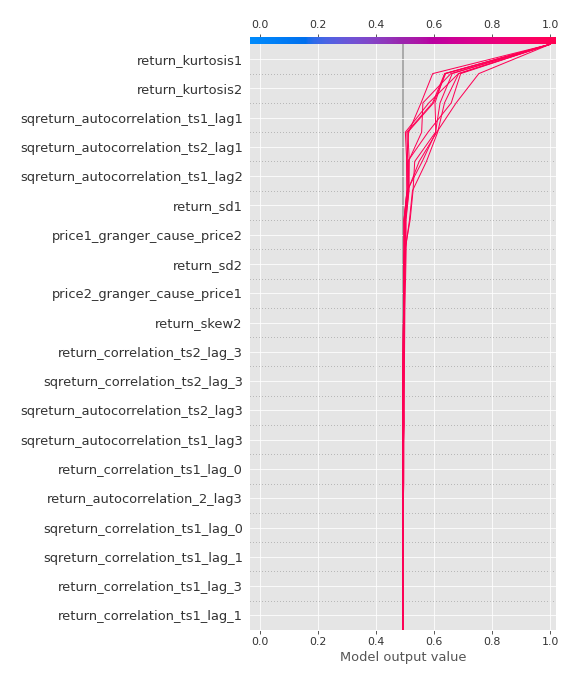 0.0 0.2 0.4 0.6 0.8 1.0
return_kurtosis1
return_kurtosis2
sqreturn_autocorrelation_ts1_lag1
sqreturn_autocorrelation_ts2_lag1
sqreturn_autocorrelation_ts1_lag2
return_sd1
price1_granger_cause_price2
return_sd2
price2_granger_cause_price1
return_skew2
return_correlation_ts2_lag_3
sqreturn_correlation_ts2_lag_3
sqreturn_autocorrelation_ts2_lag3
sqreturn_autocorrelation_ts1_lag3
return_correlation_ts1_lag_0
return_autocorrelation_2_lag3
sqreturn_correlation_ts1_lag_0
sqreturn_correlation_ts1_lag_1
return_correlation_ts1_lag_3
return_correlation_ts1_lag_1
0.0 0.2 0.4 0.6 0.8 1.0
Model output value